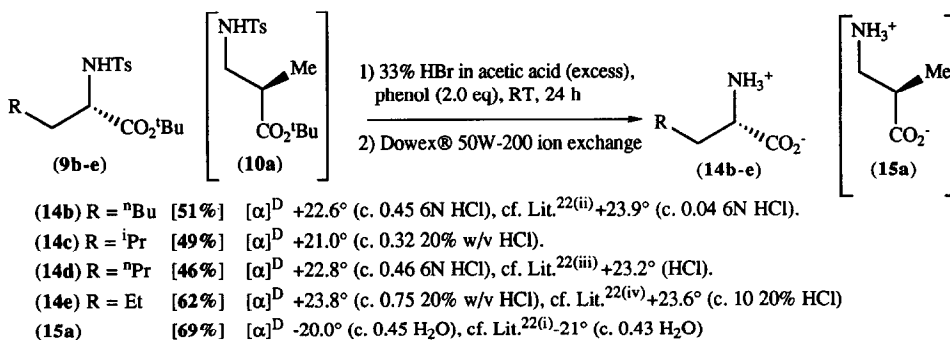 NHTs
R
CO₂ᵗBu
(9b-e)
NHTs
Me
CO₂ᵗBu
(10a)
1) 33% HBr in acetic acid (excess),
phenol (2.0 eq), RT, 24 h
2) Dowex® 50W-200 ion exchange
NH₃⁺
R
CO₂⁻
(14b-e)
NH₃⁺
Me
CO₂⁻
(15a)
(14b) R = ⁿBu [51%] [α]ᴰ +22.6° (c. 0.45 6N HCl), cf. Lit.²²⁽ⁱⁱ⁾+23.9° (c. 0.04 6N HCl).
(14c) R = ⁱPr [49%] [α]ᴰ +21.0° (c. 0.32 20% w/v HCl).
(14d) R = ⁿPr [46%] [α]ᴰ +22.8° (c. 0.46 6N HCl), cf. Lit.²²⁽ⁱⁱⁱ⁾+23.2° (HCl).
(14e) R = Et [62%] [α]ᴰ +23.8° (c. 0.75 20% w/v HCl), cf. Lit.²²⁽ⁱᵛ⁾+23.6° (c. 10 20% HCl)
(15a) [69%] [α]ᴰ -20.0° (c. 0.45 H₂O), cf. Lit.²²⁽ⁱ⁾-21° (c. 0.43 H₂O)